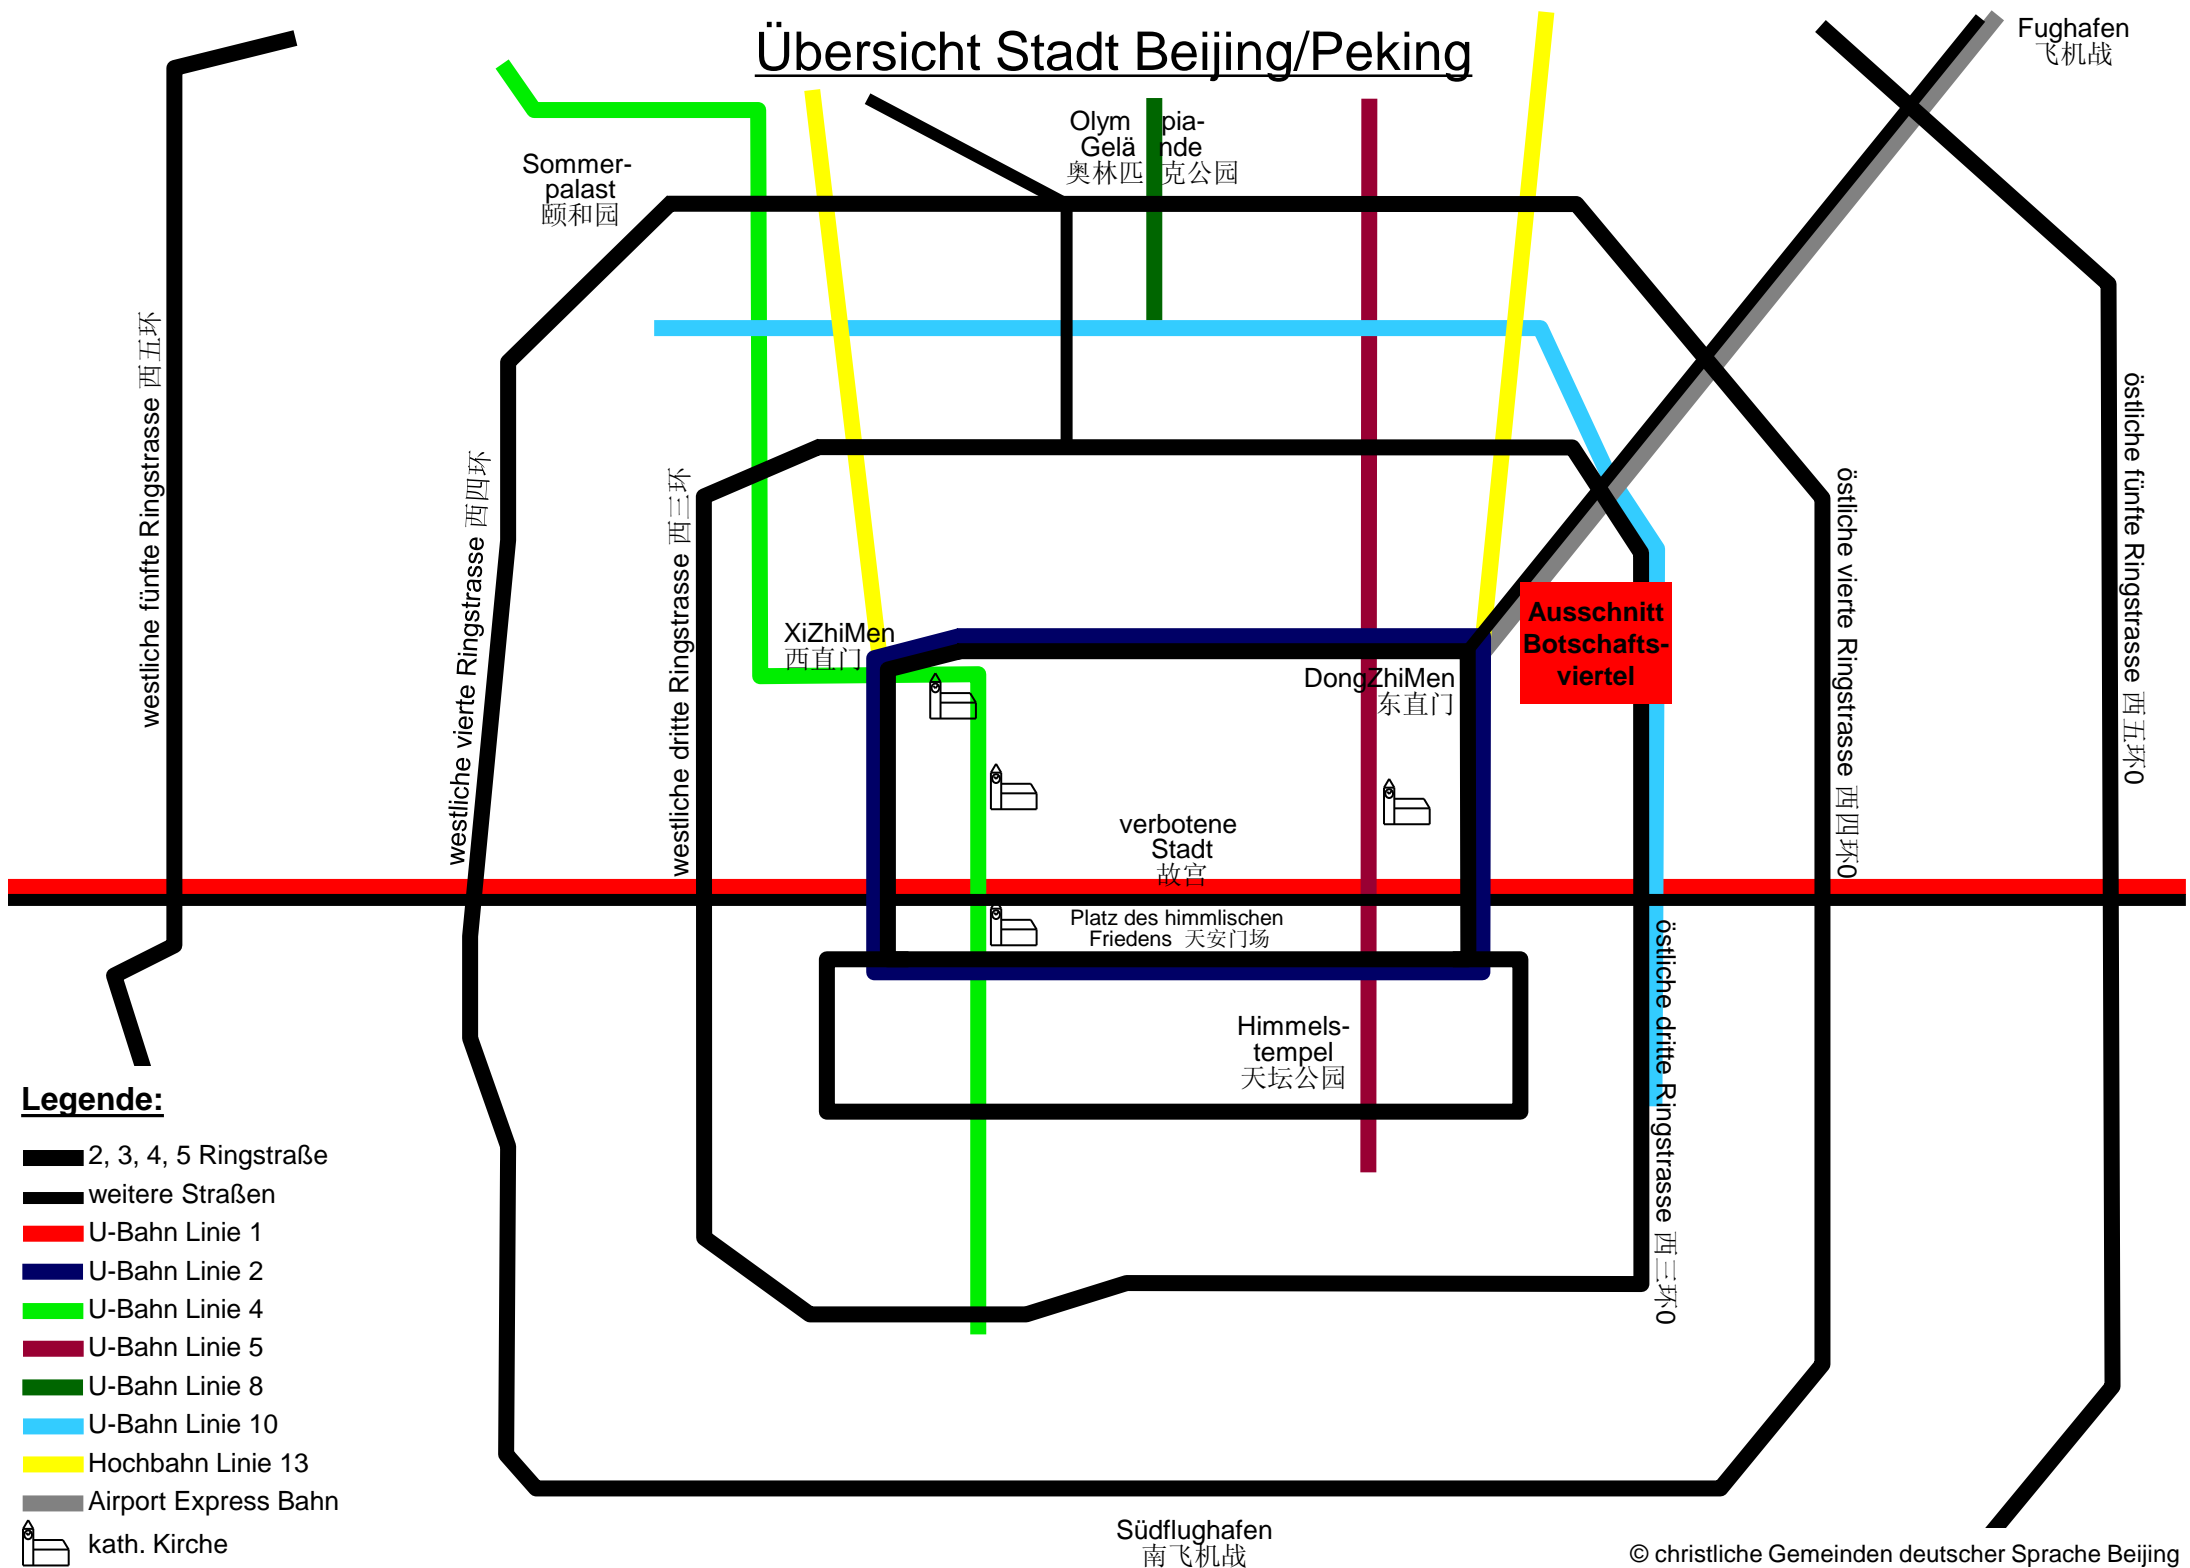 Übersicht Stadt Beijing/Peking
Fughafen
飞机战
Olym pia-
Gelä nde
奥林匹 克公园
Sommer-
palast
颐和园
westliche fünfte Ringstrasse 西五环
westliche vierte Ringstrasse 西四环
westliche dritte Ringstrasse 西三环
östliche vierte Ringstrasse 西四环0
östliche fünfte Ringstrasse 西五环0
Ausschnitt
Botschafts-
viertel
XiZhiMen
西直门
DongZhiMen
东直门
verbotene
Stadt
故宫
Platz des himmlischen
Friedens 天安门场
östliche dritte Ringstrasse 西三环0
Himmels-
tempel
天坛公园
Legende:
2, 3, 4, 5 Ringstraße
weitere Straßen
U-Bahn Linie 1
U-Bahn Linie 2
U-Bahn Linie 4
U-Bahn Linie 5
U-Bahn Linie 8
U-Bahn Linie 10
Hochbahn Linie 13
Airport Express Bahn
kath. Kirche
Südflughafen
南飞机战
© christliche Gemeinden deutscher Sprache Beijing